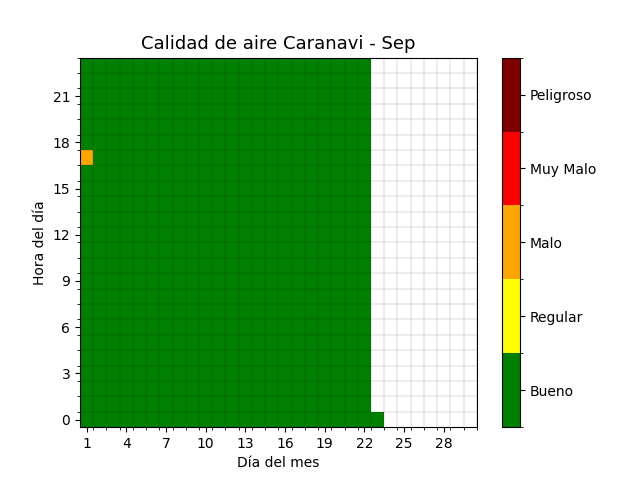 Calidad de aire Caranavi - Sep
Hora del día
21
18
15
12
9
6
3
0
1 4 7 10 13 16 19 22 25 28
Día del mes
Peligroso
Muy Malo
Malo
Regular
Bueno